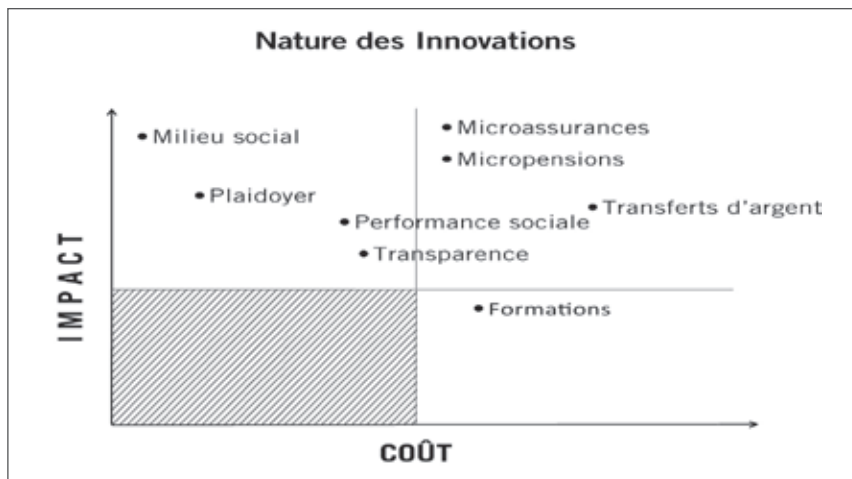 Nature des Innovations
• Microassurances
• Milieu social
• Micropensions
• Plaidoyer
• Transferts d'argent
• Performance sociale
• Transparence
• Formations
IMPACT
COÛT